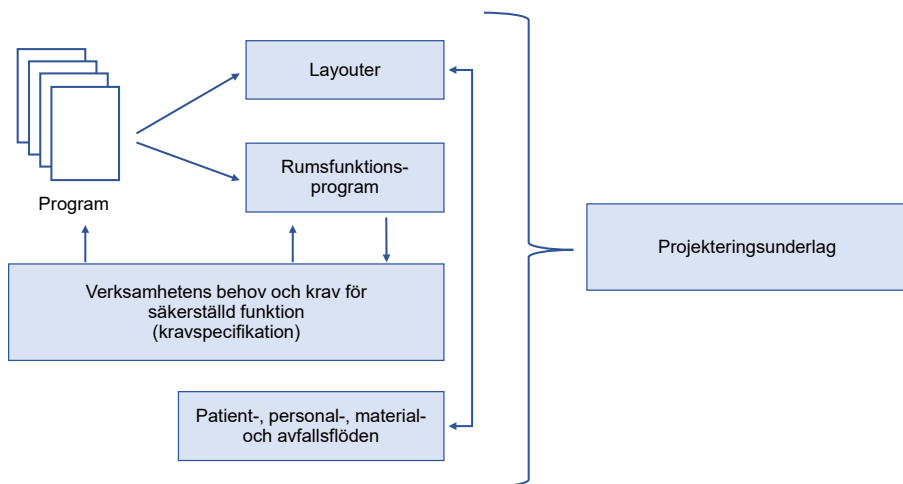 Layouter
Rumsfunktions-
program
Program
Projekteringsunderlag
Verksamhetens behov och krav för
säkerställd funktion
(kravspecifikation)
Patient-, personal-, material-
och avfallsflöden